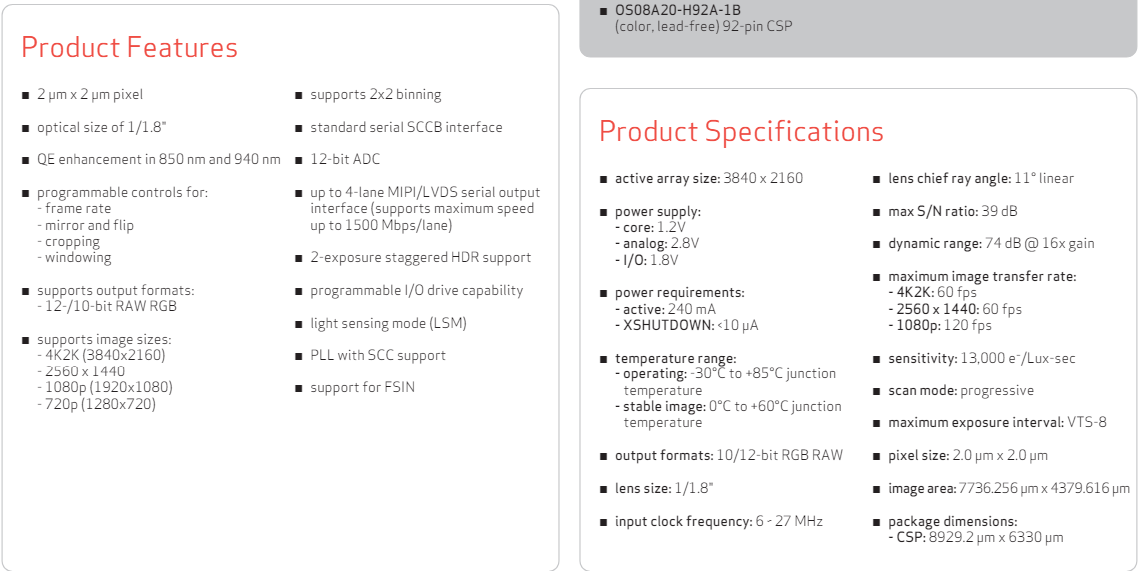 ■ OS08A20-H92A-1B
(color, lead-free) 92-pin CSP
Product Features
■ 2 µm x 2 µm pixel
■ optical size of 1/1.8"
■ QE enhancement in 850 nm and 940 nm
■ programmable controls for:
- frame rate
- mirror and flip
- cropping
- windowing
■ supports output formats:
- 12-/10-bit RAW RGB
■ supports image sizes:
- 4K2K (3840x2160)
- 2560 x 1440
- 1080p (1920x1080)
- 720p (1280x720)
■ supports 2x2 binning
■ standard serial SCCB interface
■ 12-bit ADC
■ up to 4-lane MIPI/LVDS serial output
interface (supports maximum speed
up to 1500 Mbps/lane)
■ 2-exposure staggered HDR support
■ programmable I/O drive capability
■ light sensing mode (LSM)
■ PLL with SCC support
■ support for FSIN
Product Specifications
■ active array size: 3840 x 2160
■ power supply:
- core: 1.2V
- analog: 2.8V
- I/O: 1.8V
■ power requirements:
- active: 240 mA
- XSHUTDOWN: <10 µA
■ temperature range:
- operating: -30°C to +85°C junction
temperature
- stable image: 0°C to +60°C junction
temperature
■ output formats: 10/12-bit RGB RAW
■ lens size: 1/1.8"
■ input clock frequency: 6 - 27 MHz
■ lens chief ray angle: 11° linear
■ max S/N ratio: 39 dB
■ dynamic range: 74 dB @ 16x gain
■ maximum image transfer rate:
- 4K2K: 60 fps
- 2560 x 1440: 60 fps
- 1080p: 120 fps
■ sensitivity: 13,000 e⁻/Lux-sec
■ scan mode: progressive
■ maximum exposure interval: VTS-8
■ pixel size: 2.0 µm x 2.0 µm
■ image area: 7736.256 µm x 4379.616 µm
■ package dimensions:
- CSP: 8929.2 µm x 6330 µm